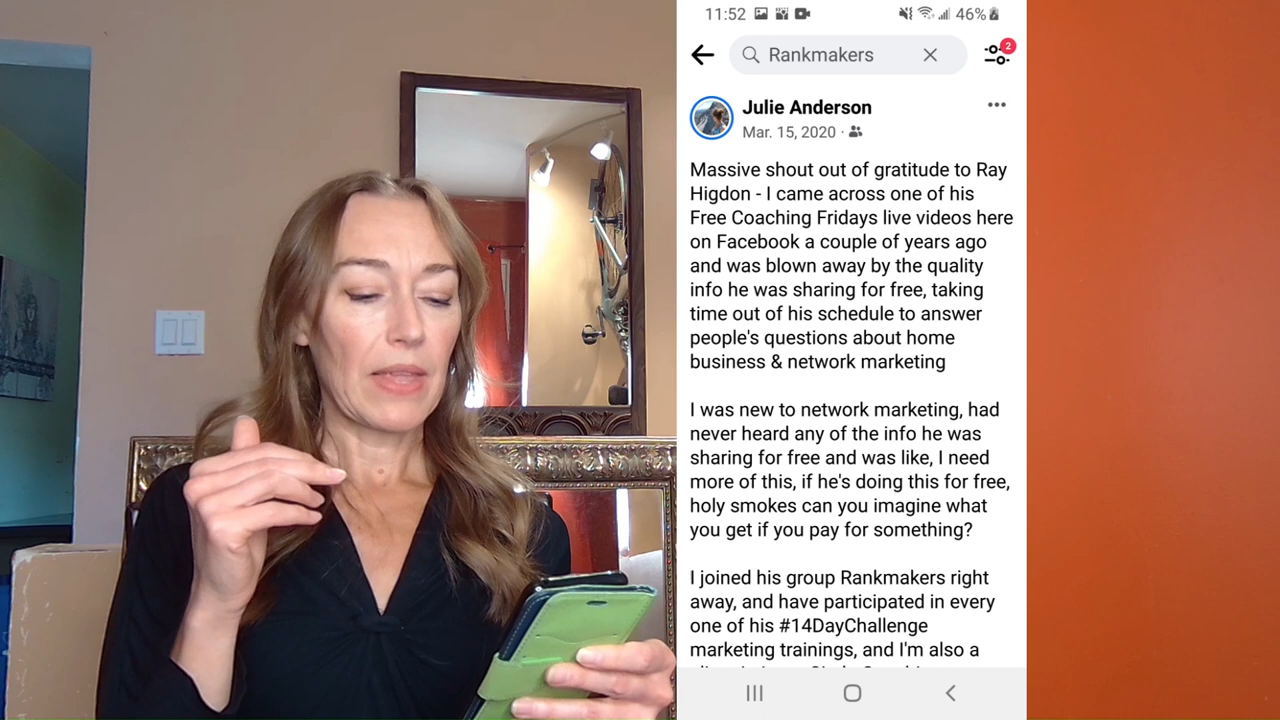 11:52
46%
Rankmakers
2
Julie Anderson
Mar. 15, 2020 ·
Massive shout out of gratitude to Ray
Higdon - I came across one of his
Free Coaching Fridays live videos here
on Facebook a couple of years ago
and was blown away by the quality
info he was sharing for free, taking
time out of his schedule to answer
people's questions about home
business & network marketing
I was new to network marketing, had
never heard any of the info he was
sharing for free and was like, I need
more of this, if he's doing this for free,
holy smokes can you imagine what
you get if you pay for something?
I joined his group Rankmakers right
away, and have participated in every
one of his #14DayChallenge
marketing trainings, and I'm also a